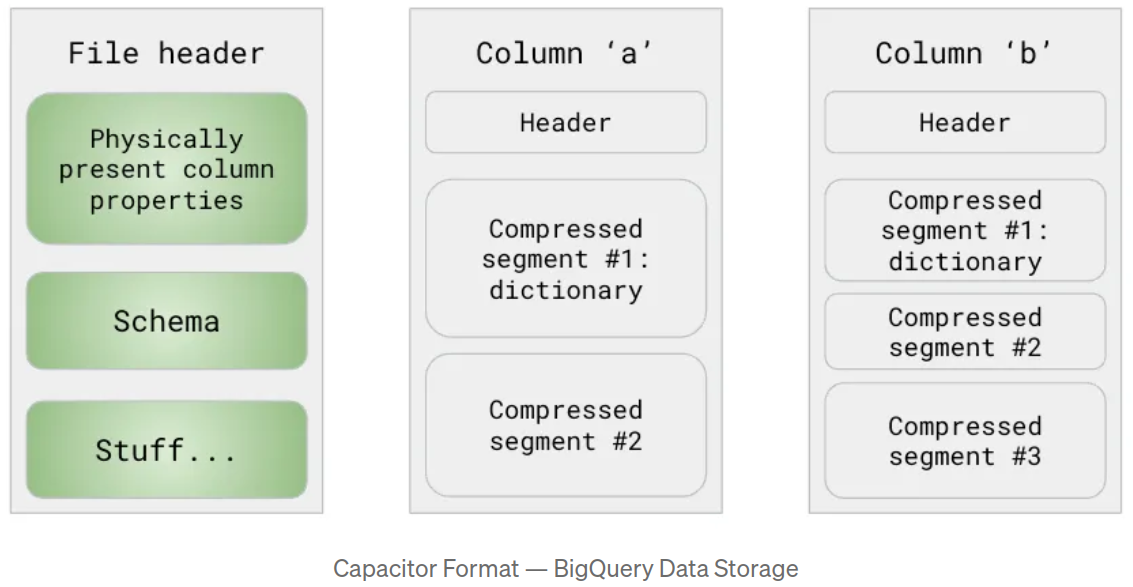 File header
Physically
present column
properties
Schema
Stuff...
Column ‘a’
Header
Compressed
segment #1:
dictionary
Compressed
segment #2
Column ‘b’
Header
Compressed
segment #1:
dictionary
Compressed
segment #2
Compressed
segment #3
Capacitor Format — BigQuery Data Storage